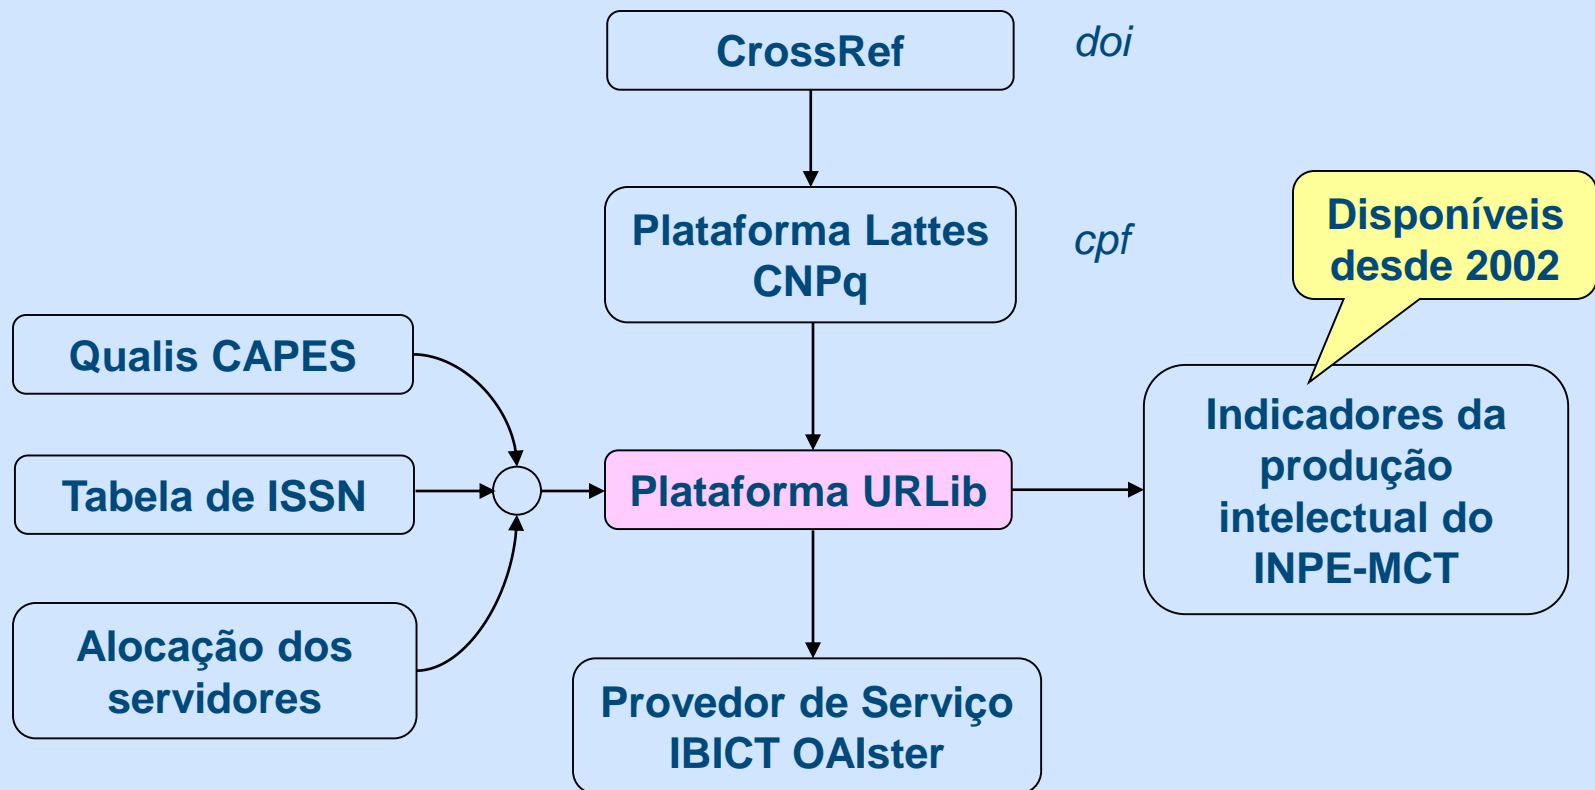 CrossRef
doi
Plataforma Lattes
CNPq
cpf
Disponíveis
desde 2002
Qualis CAPES
Tabela de ISSN
Alocação dos
servidores
Plataforma URLib
Indicadores da
produção
intelectual do
INPE-MCT
Provedor de Serviço
IBICT OAIster